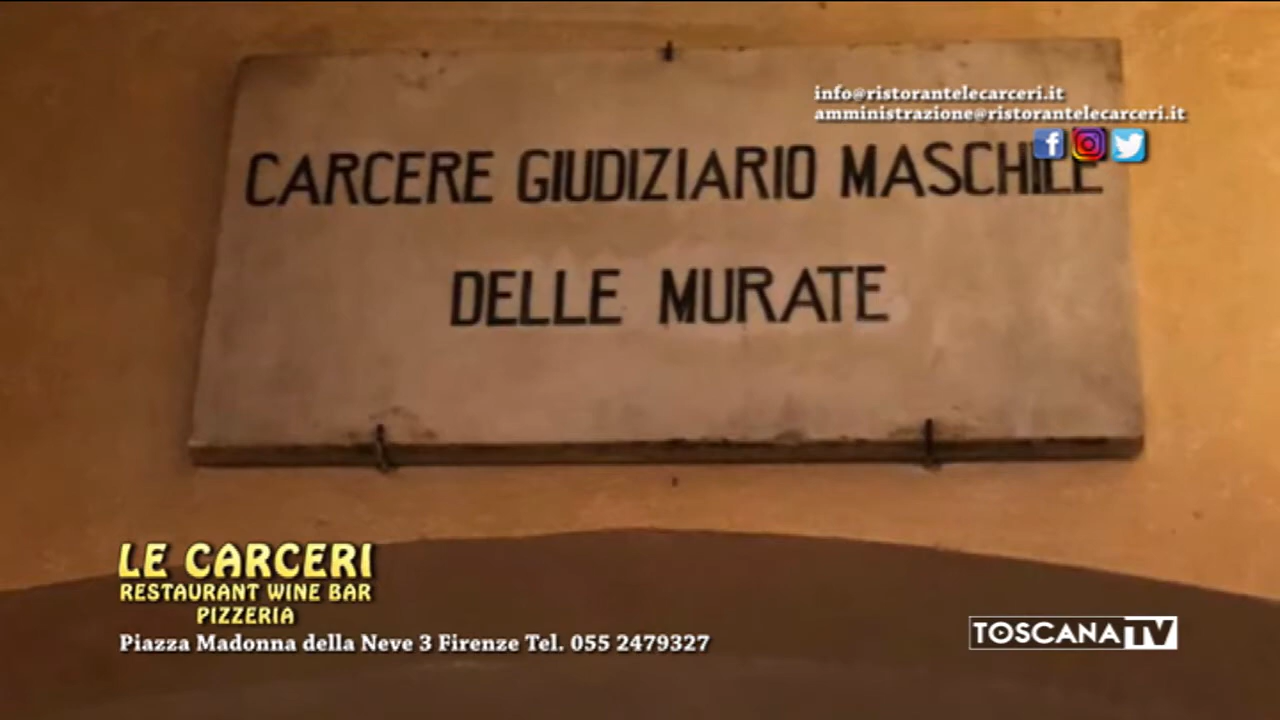 info@ristorantelecarceri.it
amministrazione@ristorantelecarceri.it
CARCERE GIUDIZIARIO MASCHILE
DELLE MURATE
LE CARCERI
RESTAURANT WINE BAR
PIZZERIA
Piazza Madonna della Neve 3 Firenze Tel. 055 2479327
TOSCANA TV